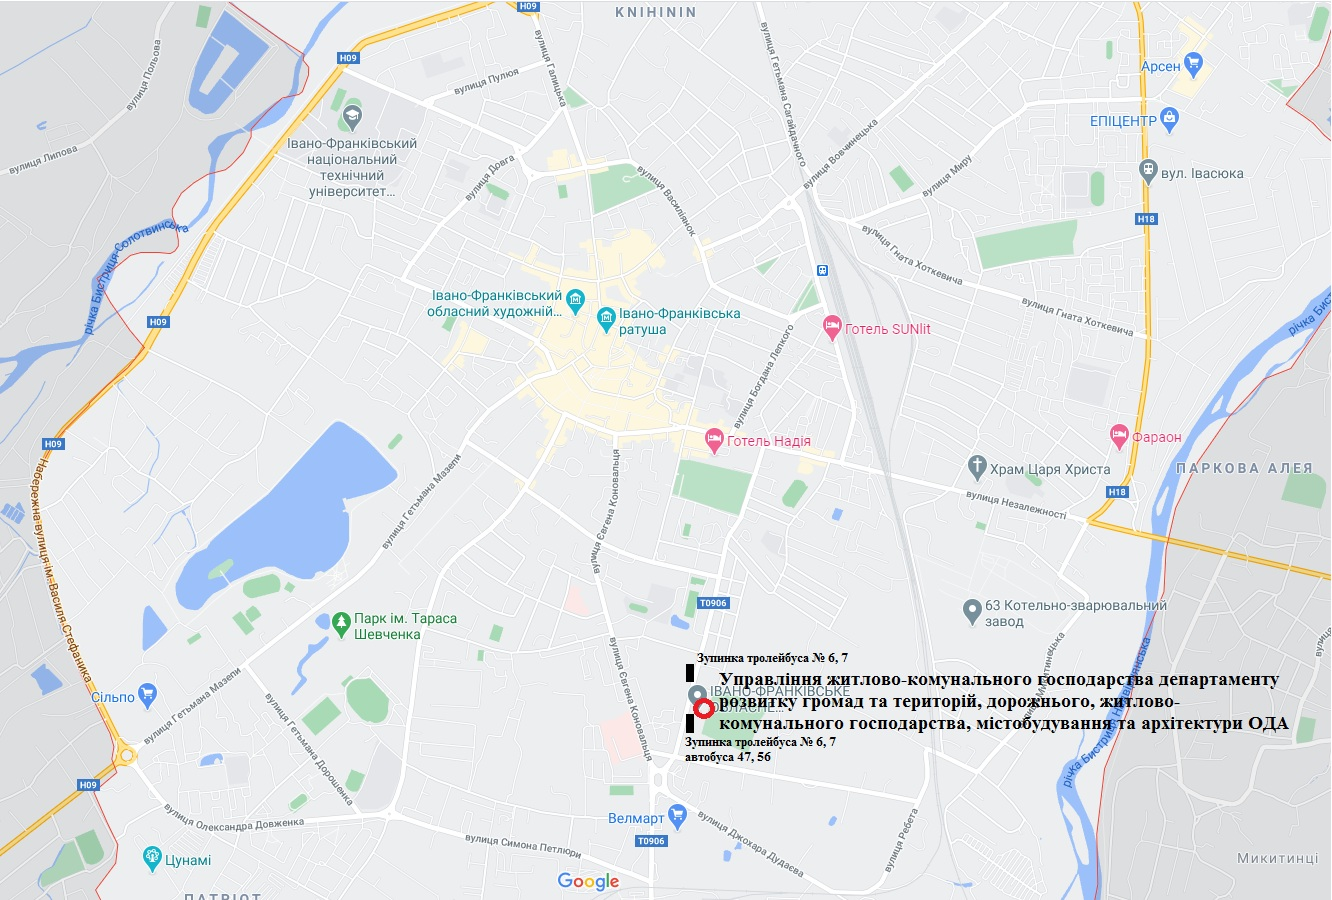 H09
KNIHININ
вулиця Польова
вулиця Галицька
вулиця Гетьмана Сагайдачного
H09
Арсен
вулиця Пулюя
ЕПІЦЕНТР
вулиця Липова
Івано-Франківський
національний
технічний
університет...
вулиця Довга
вулиця Вовчинецька
вулиця Миру
вул. Івасюка
вулиця Василіянок
H18
річка Бистриця-Солотвинська
вулиця Гната Хоткевича
Івано-Франківський
обласний художній...
Івано-Франківська
ратуша
вулиця Гната Хоткевича
H09
Готель SUNlit
вулиця Богдана Лепкого
H09
Готель Надія
Фараон
Храм Царя Христа
ПАРКОВА АЛЕЯ
H18
вулиця Незалежності
вулиця Гетьмана Мазепи
вулиця Євгена Коновальця
Набережна вулиця ім. Василя Стефаника
T0906
63 Котельно-зварювальний
завод
Парк ім. Тараса
Шевченка
Зупинка тролейбуса № 6, 7
ІВАНО-ФРАНКІВСЬКЕ
Управління житлово-комунального господарства департаменту
розвитку громад та територій, дорожнього, житлово-
комунального господарства, містобудування та архітектури ОДА
Зупинка тролейбуса № 6, 7
автобуса 47, 56
Сільпо
вулиця Гетьмана Мазепи
вулиця Євгена Коновальця
вулиця Гетьмана Дорошенка
H09
вулиця Олександра Довженка
Велмарт
T0906
вулиця Симона Петлюри
вулиця Джохара Дудаєва
вулиця Ребета
Цунамі
Google
Микитинці
ПАТРІОТ